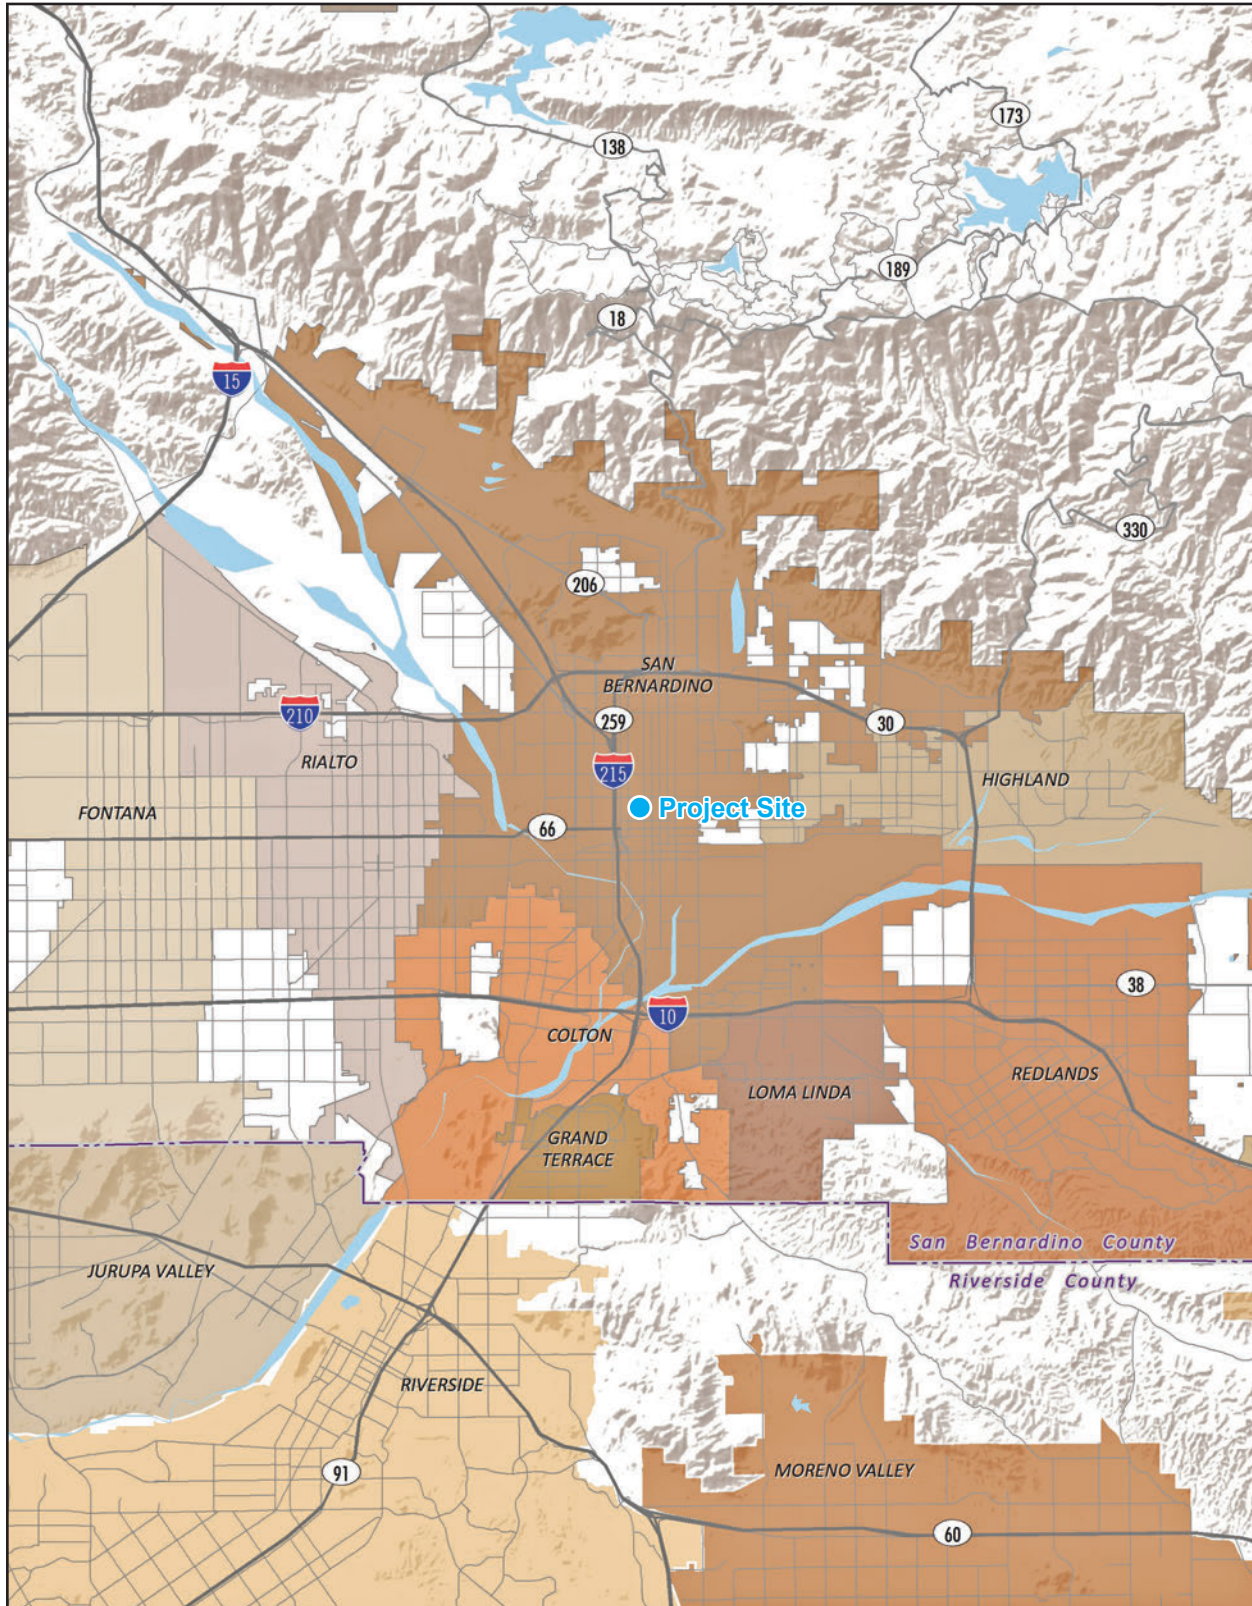 173
138
189
18
15
330
206
SAN
BERNARDINO
210
259
30
RIALTO
215
HIGHLAND
Project Site
FONTANA
66
38
10
COLTON
REDLANDS
LOMA LINDA
GRAND
TERRACE
San Bernardino County
Riverside County
JURUPA VALLEY
RIVERSIDE
91
MORENO VALLEY
60